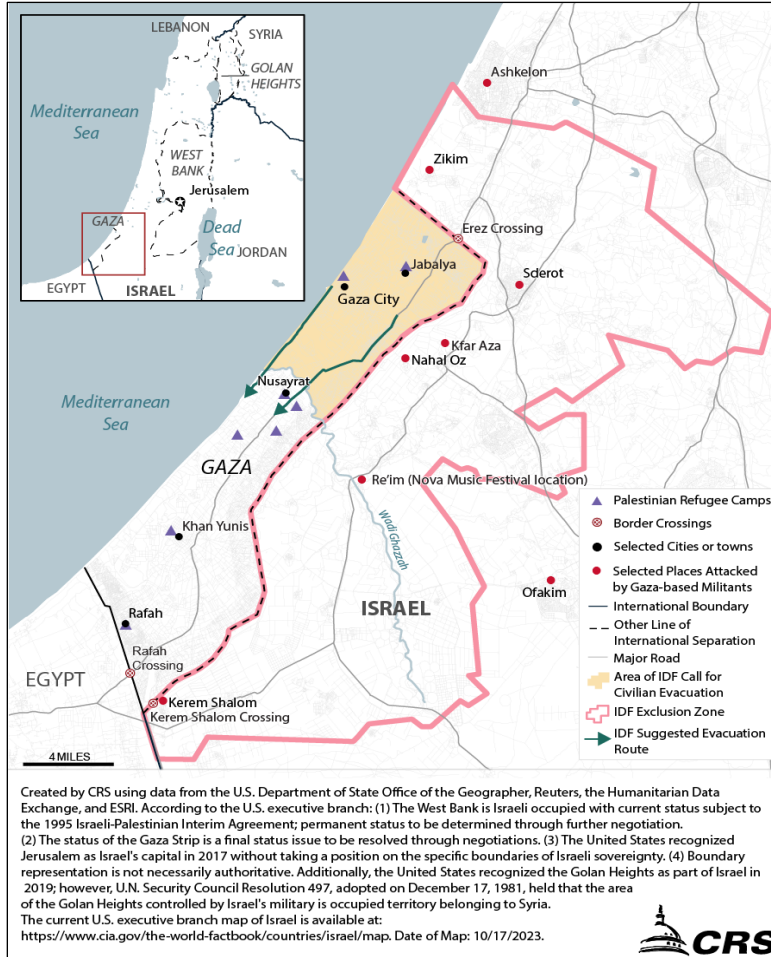 LEBANON
SYRIA
GOLAN
HEIGHTS
Mediterranean
Sea
WEST
BANK
Jerusalem
GAZA
Dead
Sea
JORDAN
EGYPT
ISRAEL
Ashkelon
Zikim
Erez Crossing
Jabalya
Gaza City
Sderot
Kfar Aza
Nahal Oz
Nusayrat
Mediterranean
Sea
GAZA
Re'im (Nova Music Festival location)
Khan Yunis
Wadi Ghazzah
Ofakim
ISRAEL
Rafah
Rafah
Crossing
EGYPT
Kerem Shalom
Kerem Shalom Crossing
4 MILES
Palestinian Refugee Camps
Border Crossings
Selected Cities or towns
Selected Places Attacked
by Gaza-based Militants
International Boundary
Other Line of
International Separation
Major Road
Area of IDF Call for
Civilian Evacuation
IDF Exclusion Zone
IDF Suggested Evacuation
Route
Created by CRS using data from the U.S. Department of State Office of the Geographer, Reuters, the Humanitarian Data
Exchange, and ESRI. According to the U.S. executive branch: (1) The West Bank is Israeli occupied with current status subject to
the 1995 Israeli-Palestinian Interim Agreement; permanent status to be determined through further negotiation.
(2) The status of the Gaza Strip is a final status issue to be resolved through negotiations. (3) The United States recognized
Jerusalem as Israel's capital in 2017 without taking a position on the specific boundaries of Israeli sovereignty. (4) Boundary
representation is not necessarily authoritative. Additionally, the United States recognized the Golan Heights as part of Israel in
2019; however, U.N. Security Council Resolution 497, adopted on December 17, 1981, held that the area
of the Golan Heights controlled by Israel's military is occupied territory belonging to Syria.
The current U.S. executive branch map of Israel is available at:
https://www.cia.gov/the-world-factbook/countries/israel/map. Date of Map: 10/17/2023.
CRS